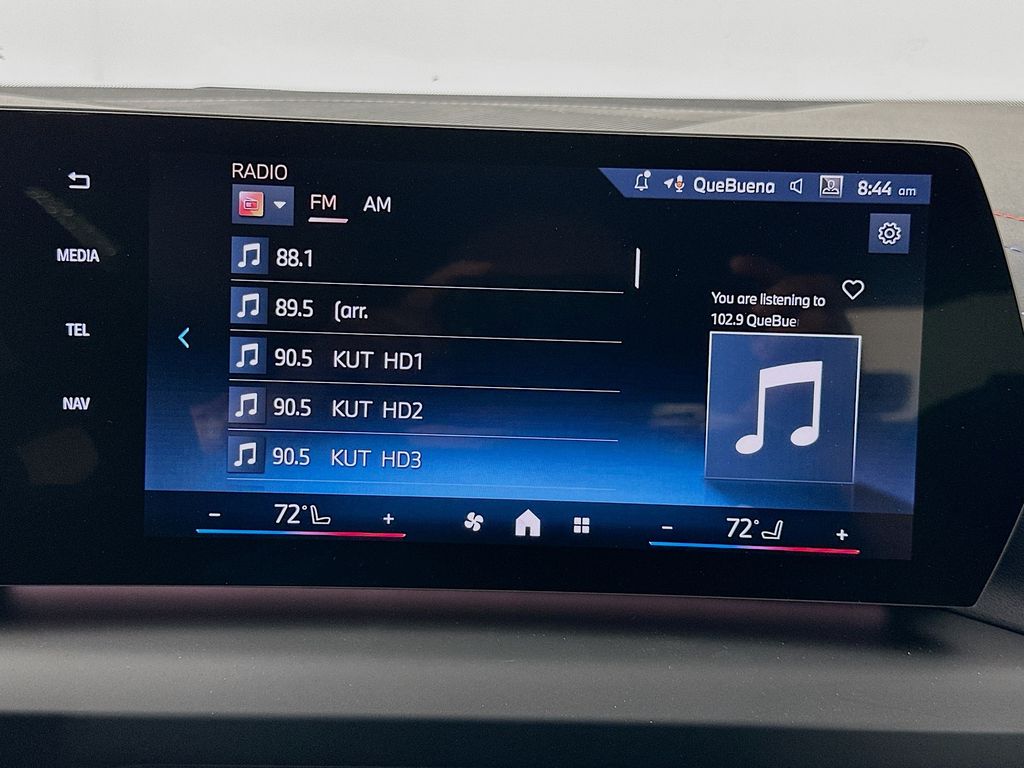 RADIO
QueBuena 8:44 am
FM AM
MEDIA
88.1
You are listening to
102.9 QueBue
89.5 (arr.
TEL
90.5 KUT HD1
NAV
90.5 KUT HD2
90.5 KUT HD3
- 72° + - 72° +